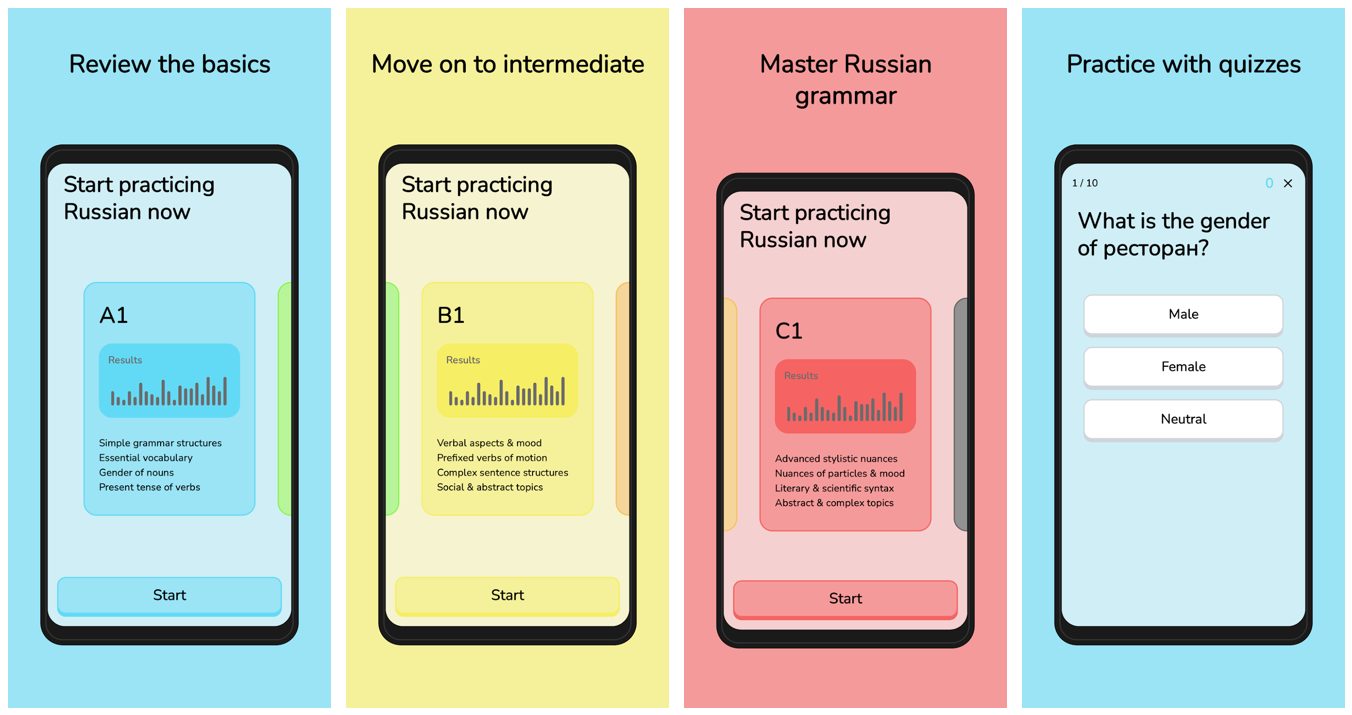 Review the basics
Start practicing
Russian now
A1
Results
Simple grammar structures
Essential vocabulary
Gender of nouns
Present tense of verbs
Start
Move on to intermediate
Start practicing
Russian now
B1
Results
Verbal aspects & mood
Prefixed verbs of motion
Complex sentence structures
Social & abstract topics
Start
Master Russian
grammar
Start practicing
Russian now
C1
Results
Advanced stylistic nuances
Nuances of particles & mood
Literary & scientific syntax
Abstract & complex topics
Start
Practice with quizzes
1 / 10
0 ×
What is the gender
of ресторан?
Male
Female
Neutral